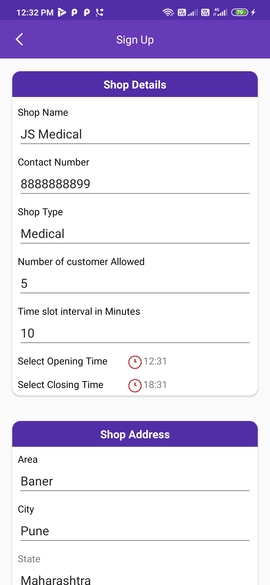 12:32 PM
79
Sign Up
Shop Details
Shop Name
JS Medical
Contact Number
8888888899
Shop Type
Medical
Number of customer Allowed
5
Time slot interval in Minutes
10
Select Opening Time 12:31
Select Closing Time 18:31
Shop Address
Area
Baner
City
Pune
State
Maharashtra